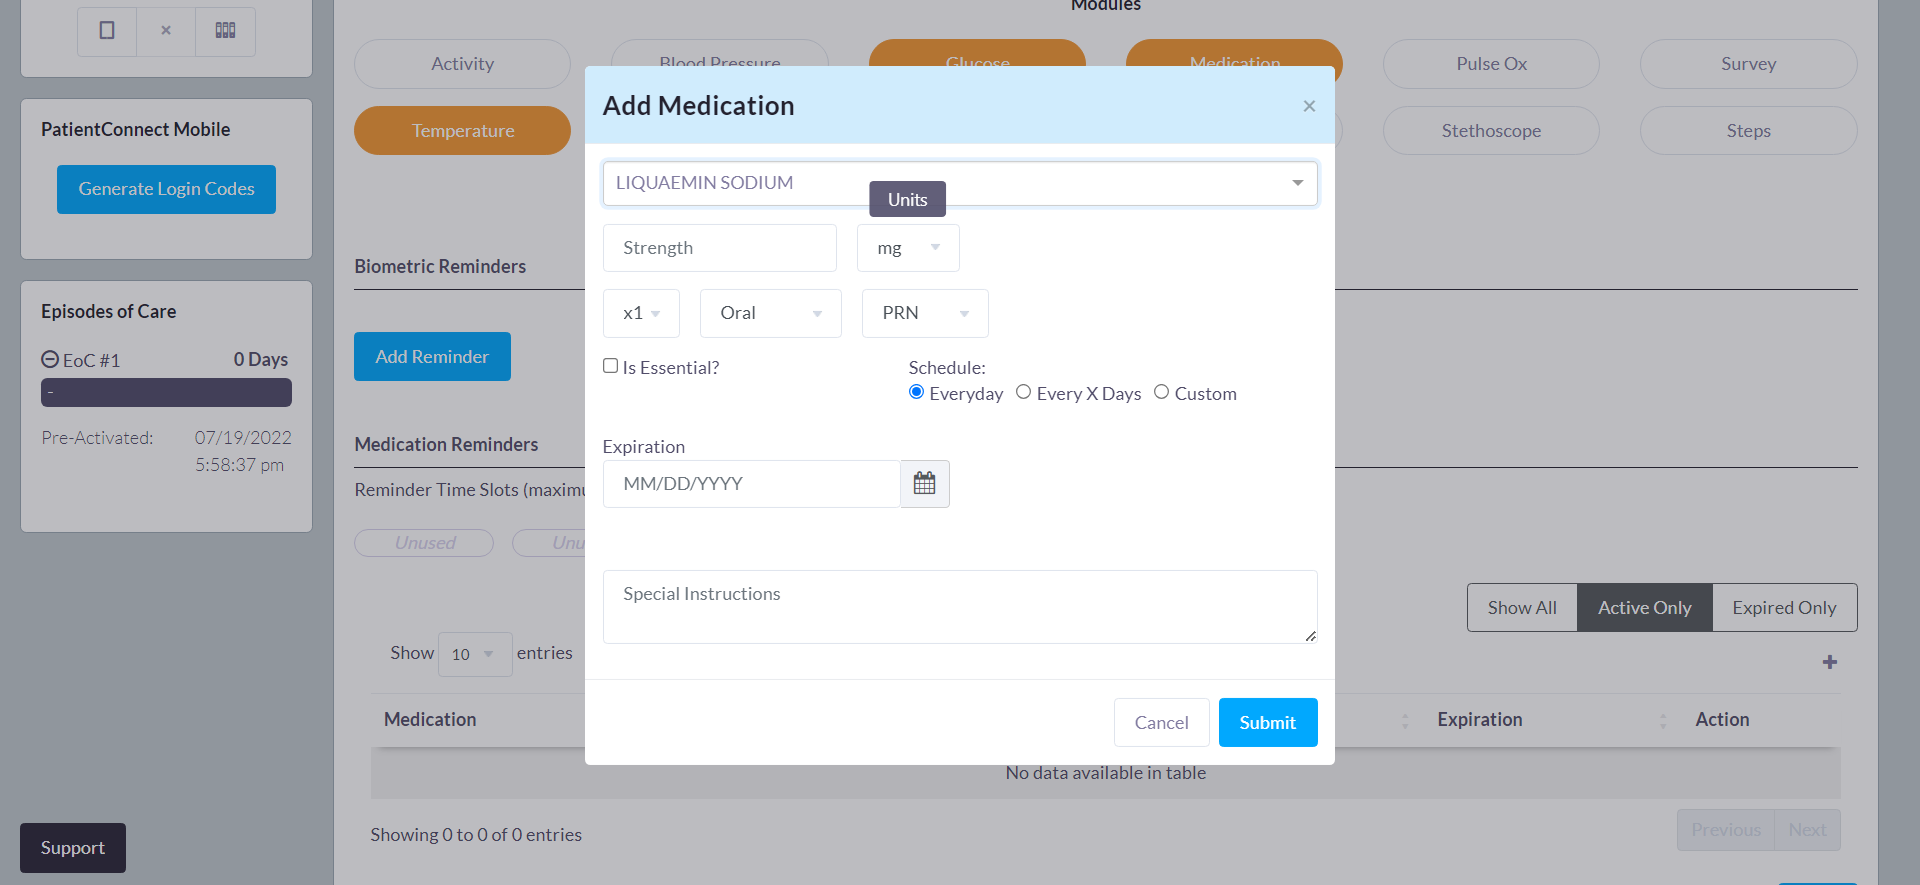 Modules
Activity
Blood Pressure
Glucose
Medication
Pulse Ox
Survey
Temperature
Stethoscope
Steps
PatientConnect Mobile
Generate Login Codes
Episodes of Care
EoC #1
0 Days
-
Pre-Activated:
07/19/2022
5:58:37 pm
Support
Biometric Reminders
Add Reminder
Medication Reminders
Reminder Time Slots
Unused
Show All
Active Only
Expired Only
Show
10
entries
Medication
Expiration
Action
No data available in table
Showing 0 to 0 of 0 entries
Previous
Next
Add Medication
×
LIQUAEMIN SODIUM
Units
Strength
mg
x1
Oral
PRN
Is Essential?
Schedule:
Everyday
Every X Days
Custom
Expiration
MM/DD/YYYY
Special Instructions
Cancel
Submit